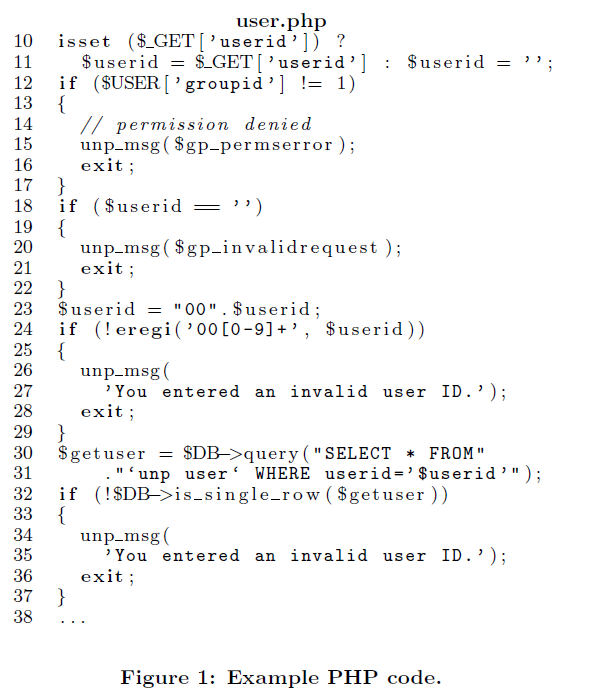 user.php
10 isset ($_GET['userid']) ?
11 $userid = $_GET['userid'] : $userid = '';
12 if ($USER['groupid'] != 1)
13 {
14 // permission denied
15 unp_msg($gp_permserror);
16 exit;
17 }
18 if ($userid == '')
19 {
20 unp_msg($gp_invalidrequest);
21 exit;
22 }
23 $userid = "00".$userid;
24 if (!eregi('00[0-9]+', $userid))
25 {
26 unp_msg(
27 'You entered an invalid user ID.');
28 exit;
29 }
30 $getuser = $DB->query("SELECT * FROM"
31 ."‘unp user‘ WHERE userid='$userid'");
32 if (!$DB->is_single_row($getuser))
33 {
34 unp_msg(
35 'You entered an invalid user ID.');
36 exit;
37 }
38 ...
Figure 1: Example PHP code.